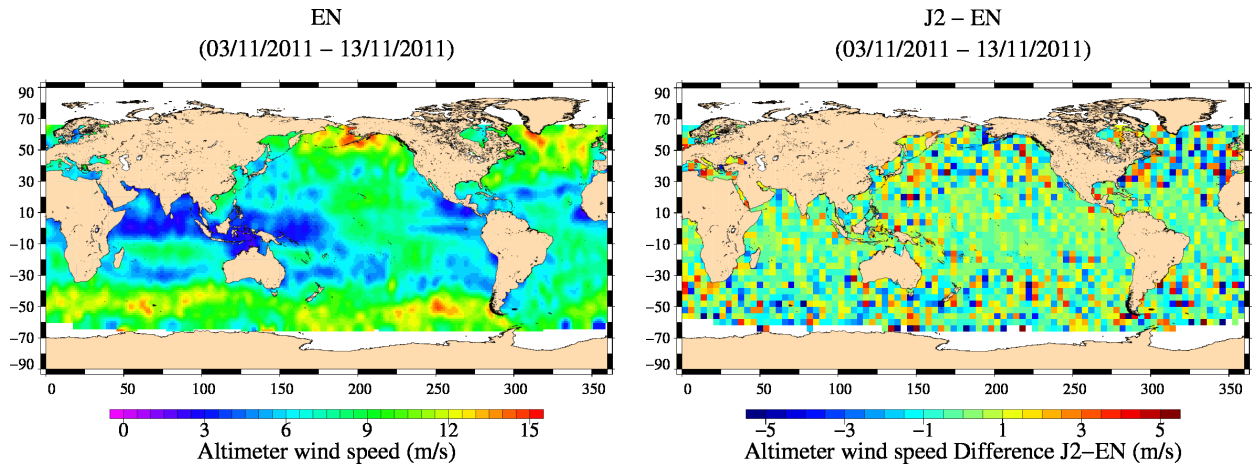 EN
(03/11/2011 – 13/11/2011)
90
70
50
30
10
−10
−30
−50
−70
−90
0 50 100 150 200 250 300 350
0 3 6 9 12 15
Altimeter wind speed (m/s)
J2 – EN
(03/11/2011 – 13/11/2011)
90
70
50
30
10
−10
−30
−50
−70
−90
0 50 100 150 200 250 300 350
−5 −3 −1 1 3 5
Altimeter wind speed Difference J2−EN (m/s)